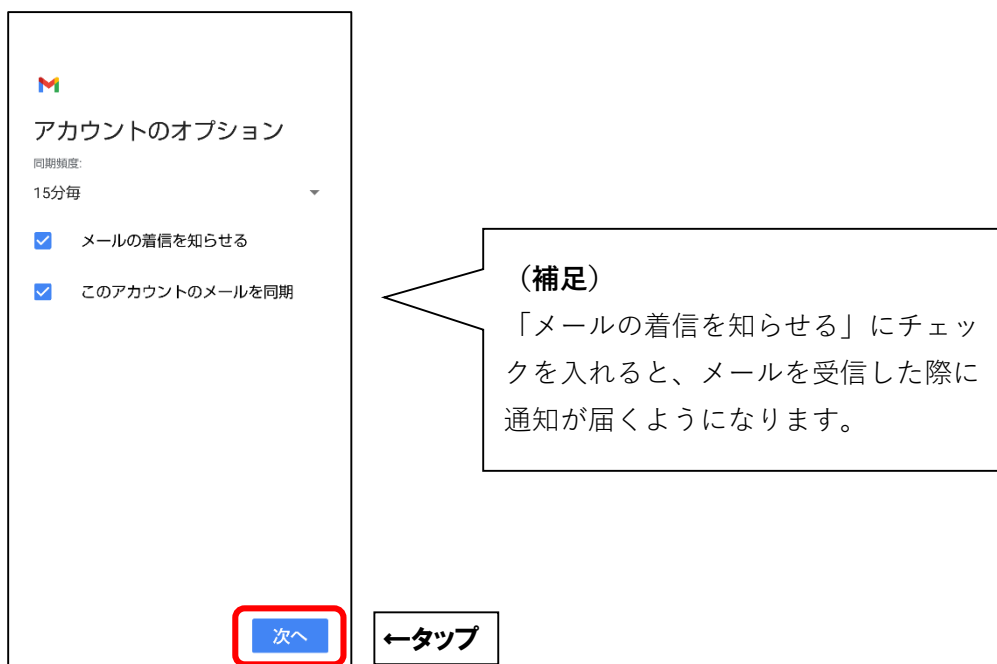 アカウントのオプション
同期頻度:
15分毎
メールの着信を知らせる
このアカウントのメールを同期
（補足）
「メールの着信を知らせる」にチェッ
クを入れると、メールを受信した際に
通知が届くようになります。
次へ
←タップ